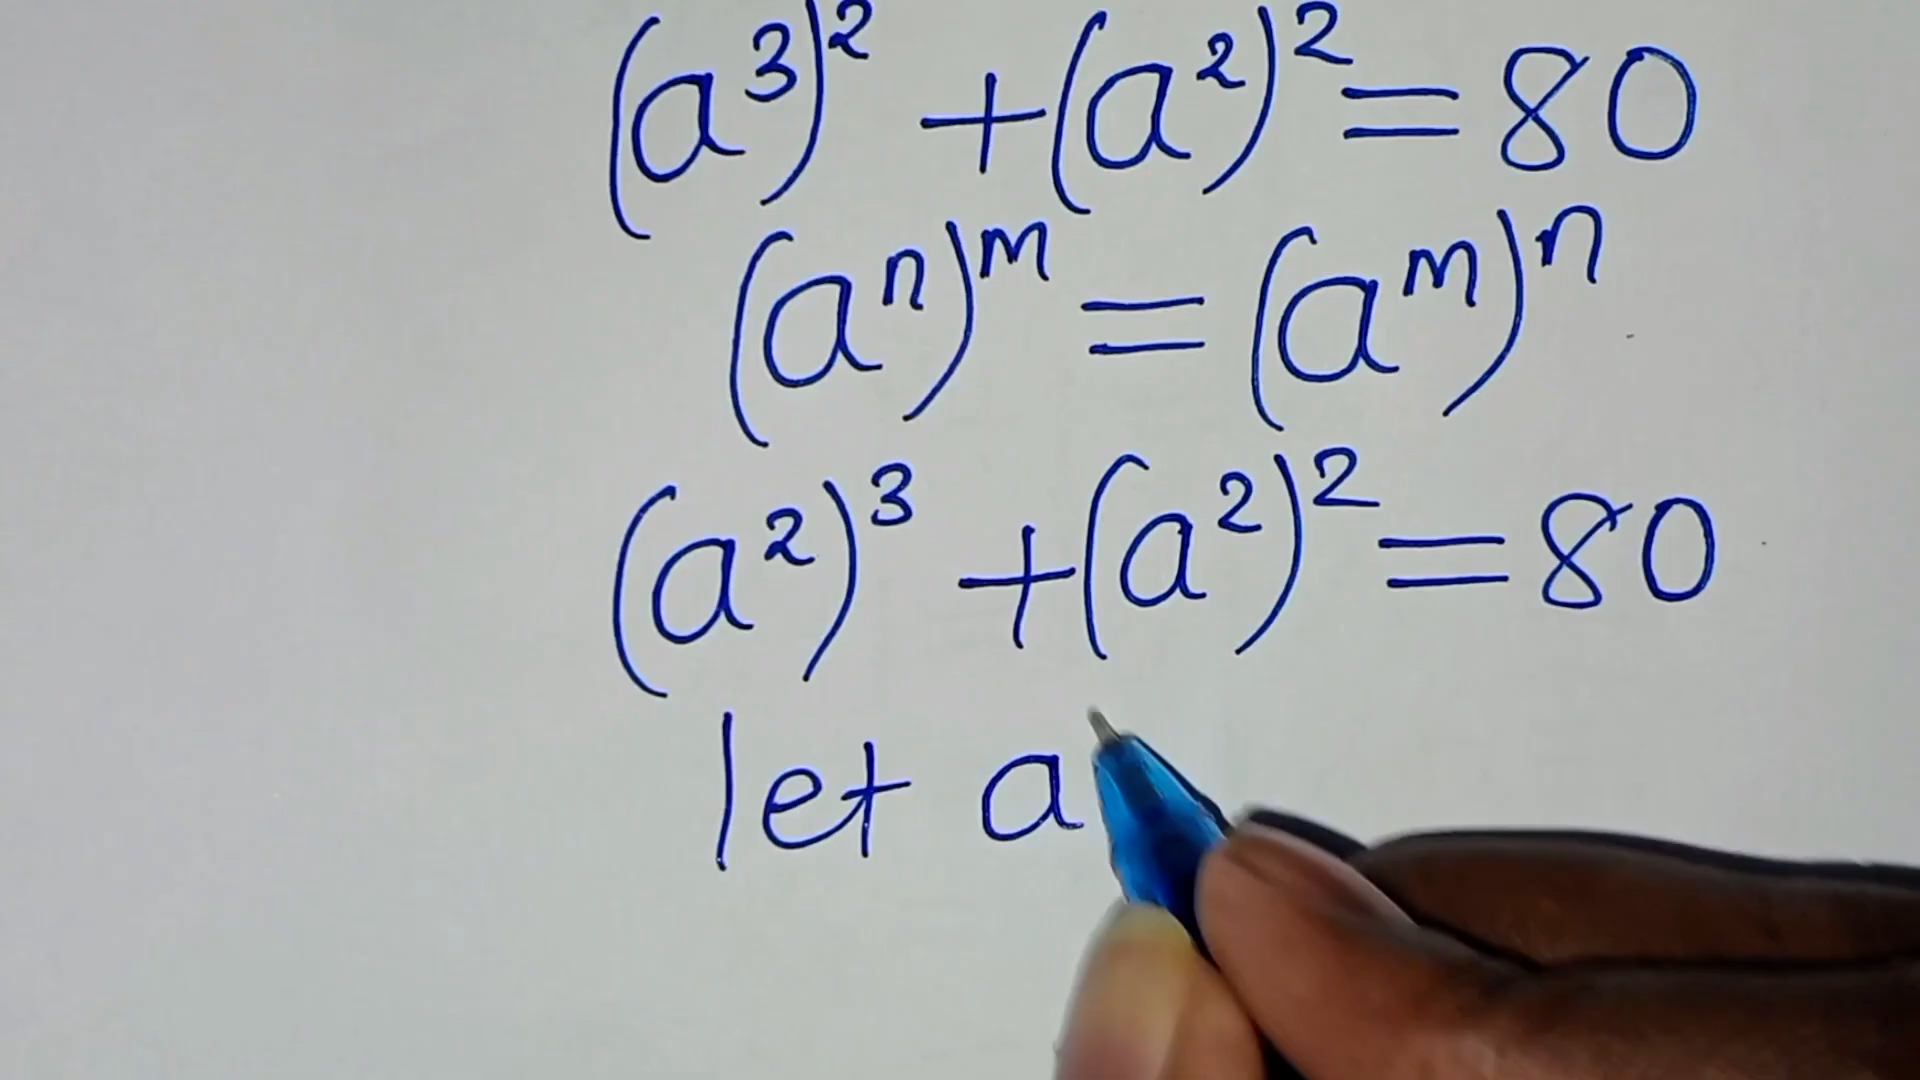 (a³)² + (a²)² = 80
(aⁿ)ᵐ = (aᵐ)ⁿ
(a²)³ + (a²)² = 80
let a